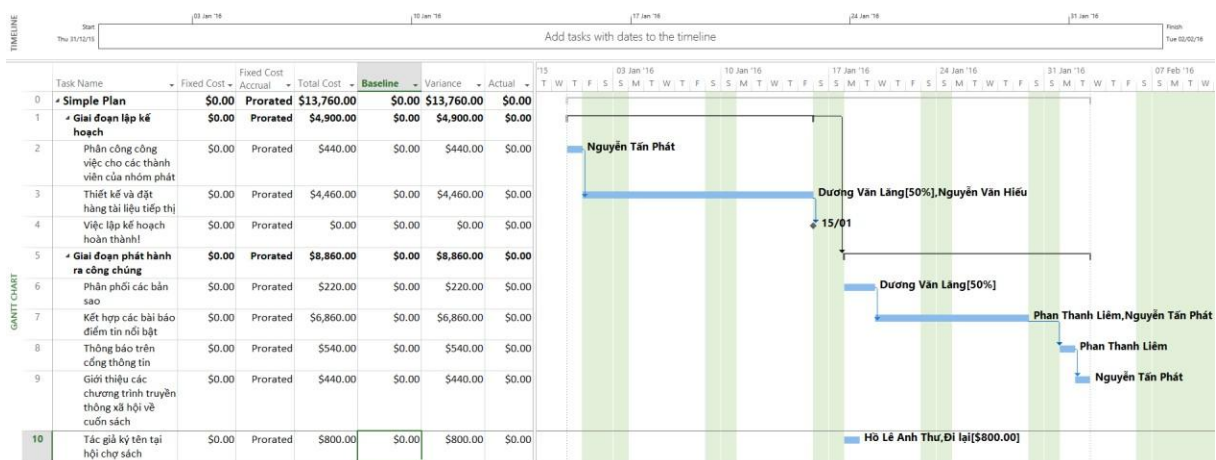 TIMELINE
Start
Thu 31/12/15
03 Jan '16
10 Jan '16
17 Jan '16
24 Jan '16
31 Jan '16
Add tasks with dates to the timeline
Finish
Tue 02/02/16
GANTT CHART
Task Name Fixed Cost Fixed Cost Accrual Total Cost Baseline Variance Actual
'15 03 Jan '16 10 Jan '16 17 Jan '16 24 Jan '16 31 Jan '16 07 Feb '16
T W T F S S M T W T F S S M T W T F S S M T W T F S S M T W T F S S M T W T F S S M T W
0 Simple Plan $0.00 Prorated $13,760.00 $0.00 $13,760.00 $0.00
1 Giai đoạn lập kế $0.00 Prorated $4,900.00 $0.00 $4,900.00 $0.00
hoạch
2 Phân công công $0.00 Prorated $440.00 $0.00 $440.00 $0.00 Nguyễn Tấn Phát
việc cho các thành
viên của nhóm phát
3 Thiết kế và đặt $0.00 Prorated $4,460.00 $0.00 $4,460.00 $0.00 Dương Văn Lăng[50%],Nguyễn Văn Hiếu
hàng tài liệu tiếp thị
4 Việc lập kế hoạch $0.00 Prorated $0.00 $0.00 $0.00 $0.00 15/01
hoàn thành!
5 Giai đoạn phát hành $0.00 Prorated $8,860.00 $0.00 $8,860.00 $0.00
ra công chúng
6 Phân phối các bản $0.00 Prorated $220.00 $0.00 $220.00 $0.00 Dương Văn Lăng[50%]
sao
7 Kết hợp các bài báo $0.00 Prorated $6,860.00 $0.00 $6,860.00 $0.00 Phan Thanh Liêm,Nguyễn Tấn Phát
điểm tin nổi bật
8 Thông báo trên $0.00 Prorated $540.00 $0.00 $540.00 $0.00 Phan Thanh Liêm
cổng thông tin
9 Giới thiệu các $0.00 Prorated $440.00 $0.00 $440.00 $0.00 Nguyễn Tấn Phát
chương trình truyền
thông xã hội về
cuốn sách
10 Tác giả ký tên tại $0.00 Prorated $800.00 $0.00 $800.00 $0.00 Hồ Lê Anh Thư,Đi lại[$800.00]
hội chợ sách